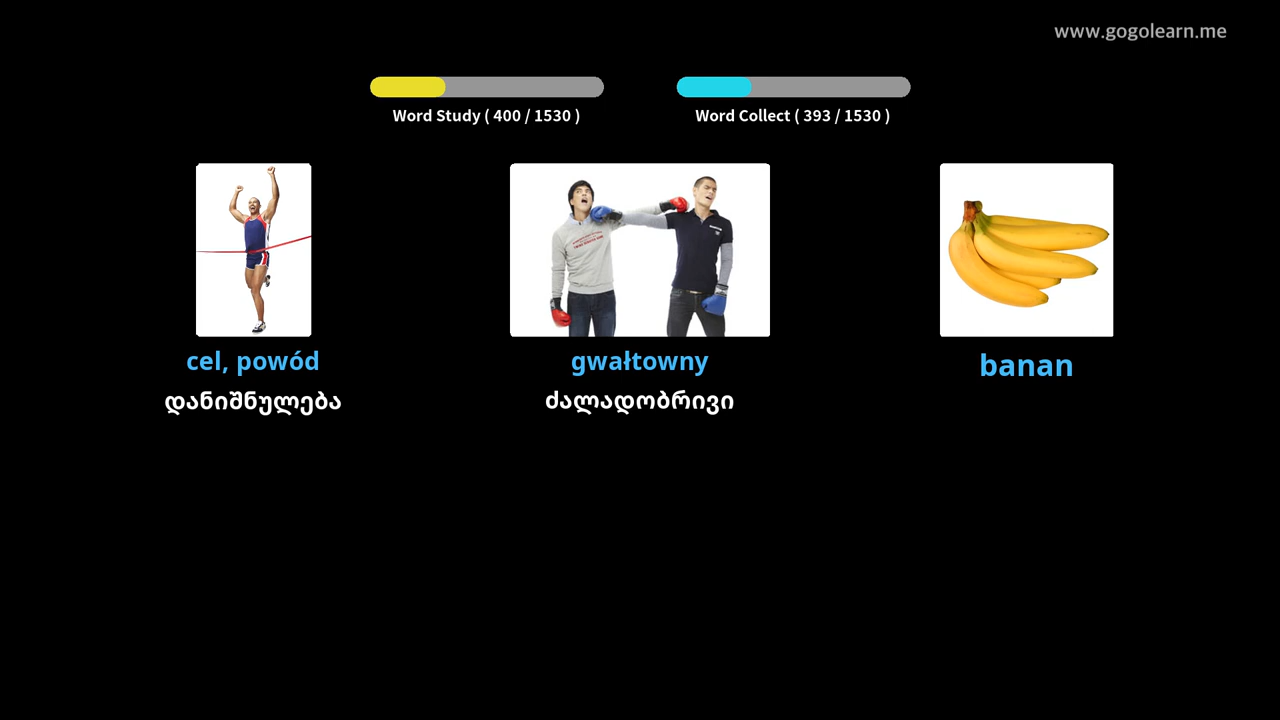 www.gogolearn.me
Word Study ( 400 / 1530 )
Word Collect ( 393 / 1530 )
cel, powód
gwałtowny
banan
დანიშნულება
ძალადობრივი